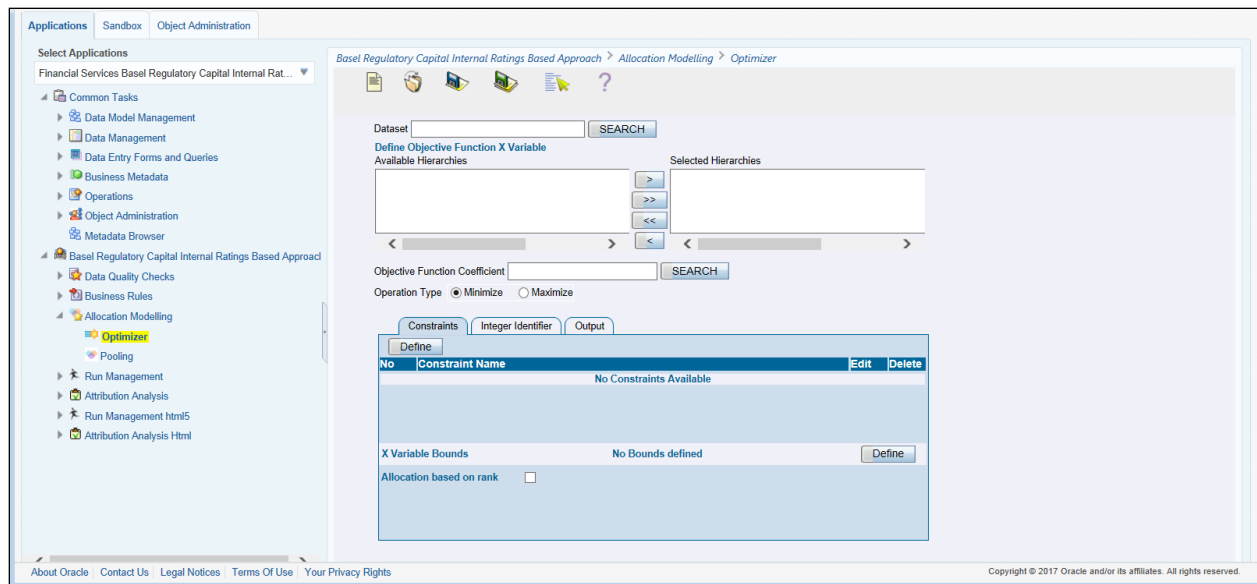 Applications Sandbox Object Administration
Select Applications
Financial Services Basel Regulatory Capital Internal Rat...
Common Tasks
Data Model Management
Data Management
Data Entry Forms and Queries
Business Metadata
Operations
Object Administration
Metadata Browser
Basel Regulatory Capital Internal Ratings Based Approacl
Data Quality Checks
Business Rules
Allocation Modelling
Optimizer
Pooling
Run Management
Attribution Analysis
Run Management html5
Attribution Analysis Html
Basel Regulatory Capital Internal Ratings Based Approach > Allocation Modelling > Optimizer
?
Dataset SEARCH
Define Objective Function X Variable
Available Hierarchies Selected Hierarchies
>
>>
<<
<
Objective Function Coefficient SEARCH
Operation Type Minimize Maximize
Constraints Integer Identifier Output
Define
No Constraint Name Edit Delete
No Constraints Available
X Variable Bounds No Bounds defined Define
Allocation based on rank
About Oracle Contact Us Legal Notices Terms Of Use Your Privacy Rights
Copyright © 2017 Oracle and/or its affiliates. All rights reserved.